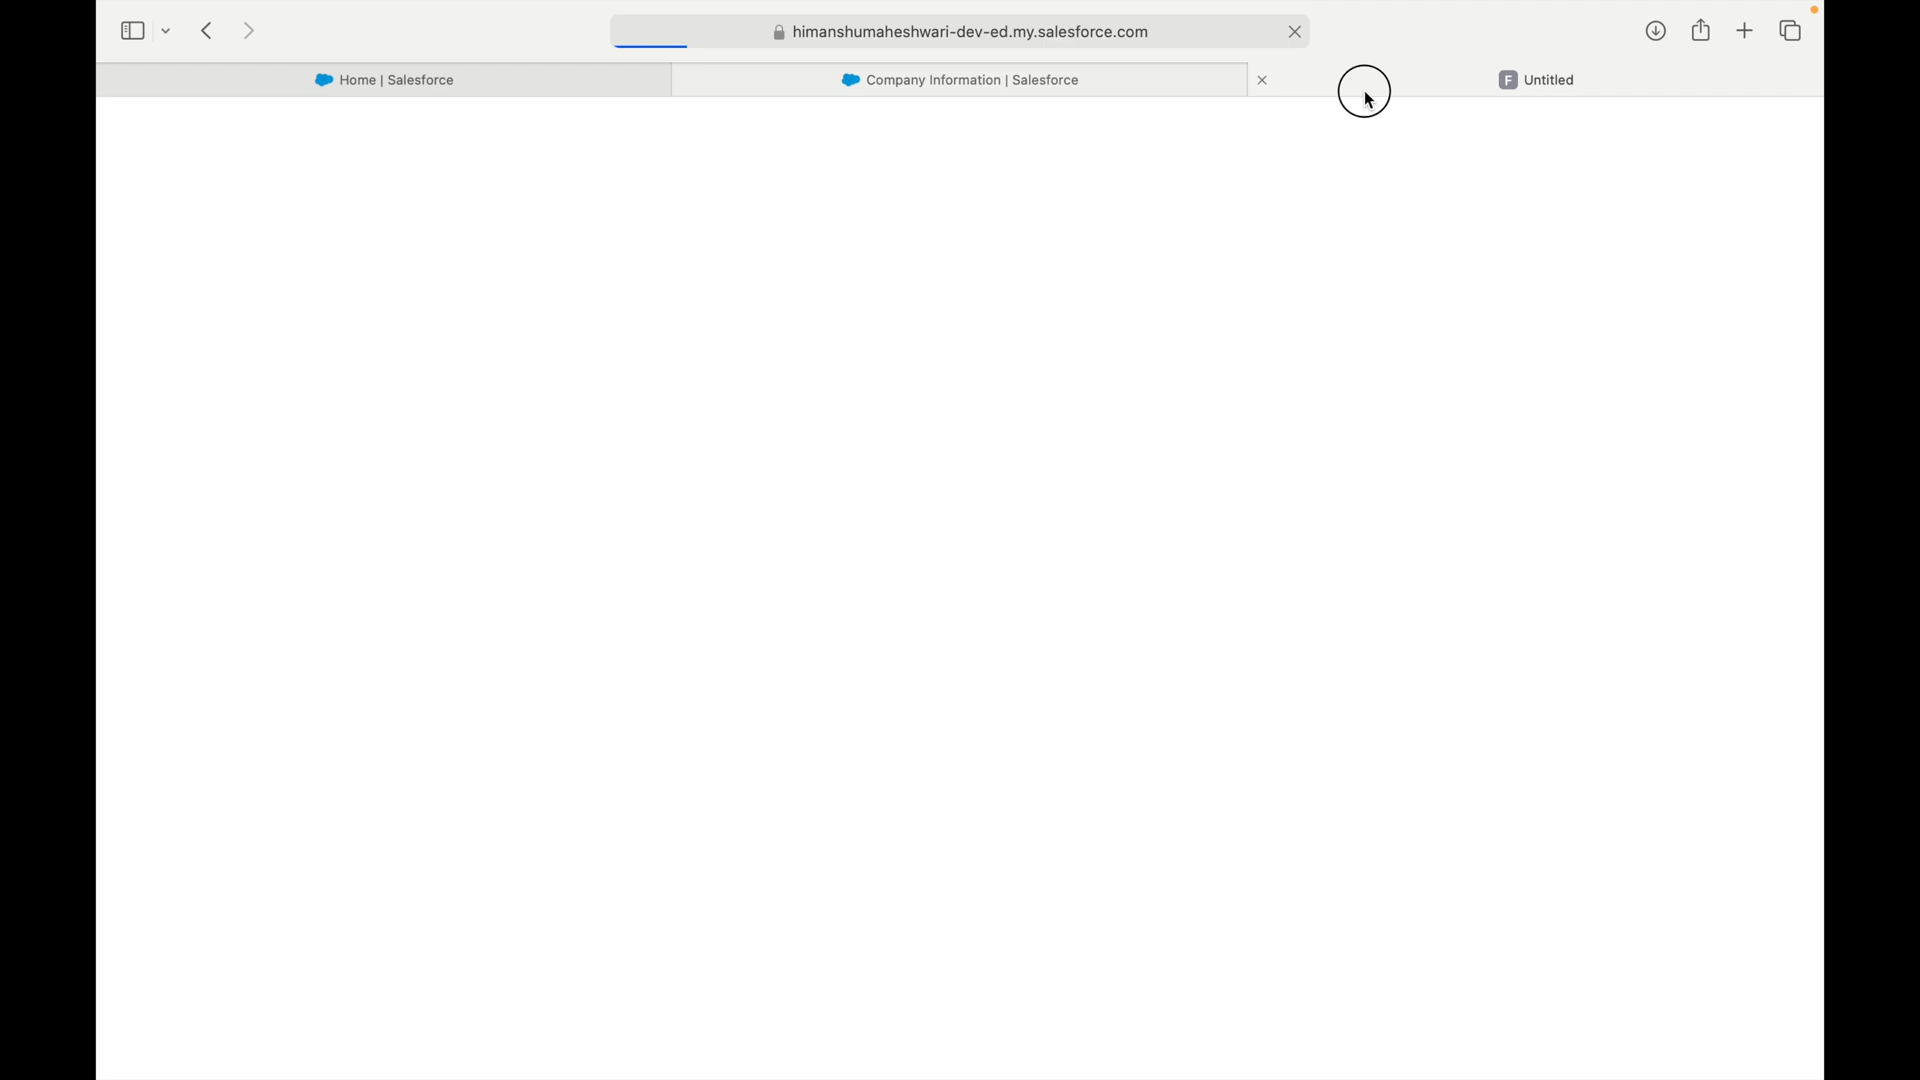 himanshumaheshwari-dev-ed.my.salesforce.com
Home | Salesforce
Company Information | Salesforce
F Untitled